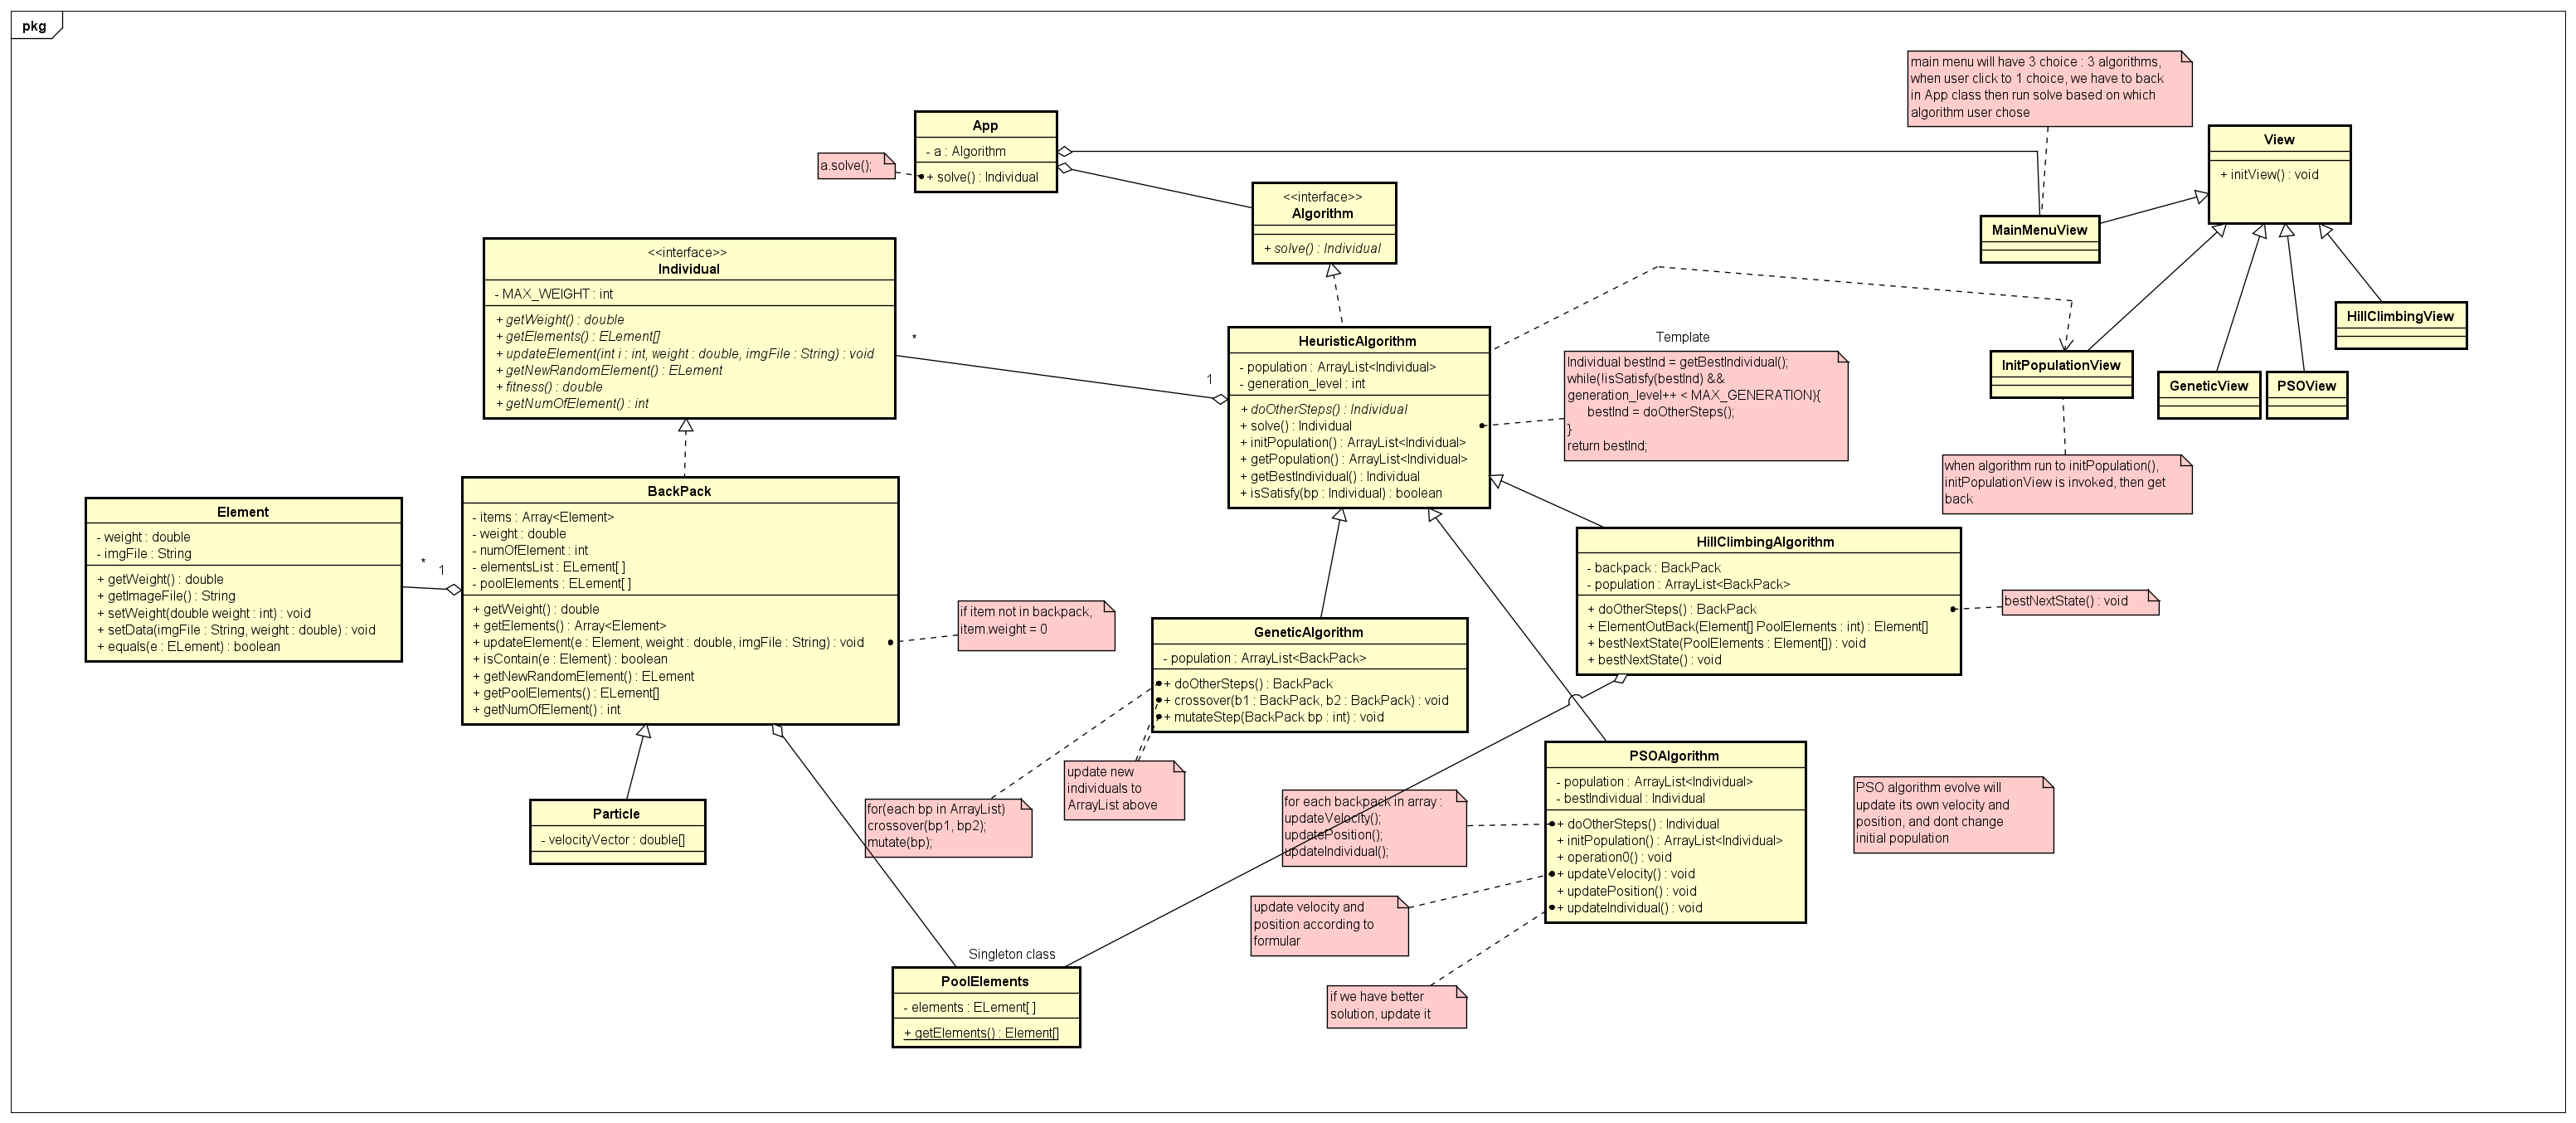 pkg
main menu will have 3 choice : 3 algorithms,
when user click to 1 choice, we have to back
in App class then run solve based on which
algorithm user chose
App
- a : Algorithm
+ solve() : Individual
a.solve();
View
+ initView() : void
<<interface>>
Algorithm
+ solve() : Individual
MainMenuView
<<interface>>
Individual
- MAX_WEIGHT : int
+ getWeight() : double
+ getElements() : ELement[]
+ updateElement(int i : int, weight : double, imgFile : String) : void
+ getNewRandomElement() : ELement
+ fitness() : double
+ getNumOfElement() : int
*
1
HeuristicAlgorithm
- population : ArrayList<Individual>
- generation_level : int
+ doOtherSteps() : Individual
+ solve() : Individual
+ initPopulation() : ArrayList<Individual>
+ getPopulation() : ArrayList<Individual>
+ getBestIndividual() : Individual
+ isSatisfy(bp : Individual) : boolean
Template
Individual bestInd = getBestIndividual();
while(!isSatisfy(bestInd) &&
generation_level++ < MAX_GENERATION){
bestInd = doOtherSteps();
}
return bestInd;
HillClimbingView
InitPopulationView
GeneticView
PSOView
when algorithm run to initPopulation(),
initPopulationView is invoked, then get
back
Element
- weight : double
- imgFile : String
+ getWeight() : double
+ getImageFile() : String
+ setWeight(double weight : int) : void
+ setData(imgFile : String, weight : double) : void
+ equals(e : ELement) : boolean
*
1
BackPack
- items : Array<Element>
- weight : double
- numOfElement : int
- elementsList : ELement[ ]
- poolElements : ELement[ ]
+ getWeight() : double
+ getElements() : Array<Element>
+ updateElement(e : Element, weight : double, imgFile : String) : void
+ isContain(e : Element) : boolean
+ getNewRandomElement() : ELement
+ getPoolElements() : ELement[]
+ getNumOfElement() : int
if item not in backpack,
item.weight = 0
HillClimbingAlgorithm
- backpack : BackPack
- population : ArrayList<BackPack>
+ doOtherSteps() : BackPack
+ ElementOutBack(Element[] PoolElements : int) : Element[]
+ bestNextState(PoolElements : Element[]) : void
+ bestNextState() : void
bestNextState() : void
GeneticAlgorithm
- population : ArrayList<BackPack>
+ doOtherSteps() : BackPack
+ crossover(b1 : BackPack, b2 : BackPack) : void
+ mutateStep(BackPack bp : int) : void
update new
individuals to
ArrayList above
for(each bp in ArrayList)
crossover(bp1, bp2);
mutate(bp);
Particle
- velocityVector : double[]
for each backpack in array :
updateVelocity();
updatePosition();
updateIndividual();
PSOAlgorithm
- population : ArrayList<Individual>
- bestIndividual : Individual
+ doOtherSteps() : Individual
+ initPopulation() : ArrayList<Individual>
+ operation0() : void
+ updateVelocity() : void
+ updatePosition() : void
+ updateIndividual() : void
PSO algorithm evolve will
update its own velocity and
position, and dont change
initial population
update velocity and
position according to
formular
if we have better
solution, update it
Singleton class
PoolElements
- elements : ELement[ ]
+ getElements() : Element[]